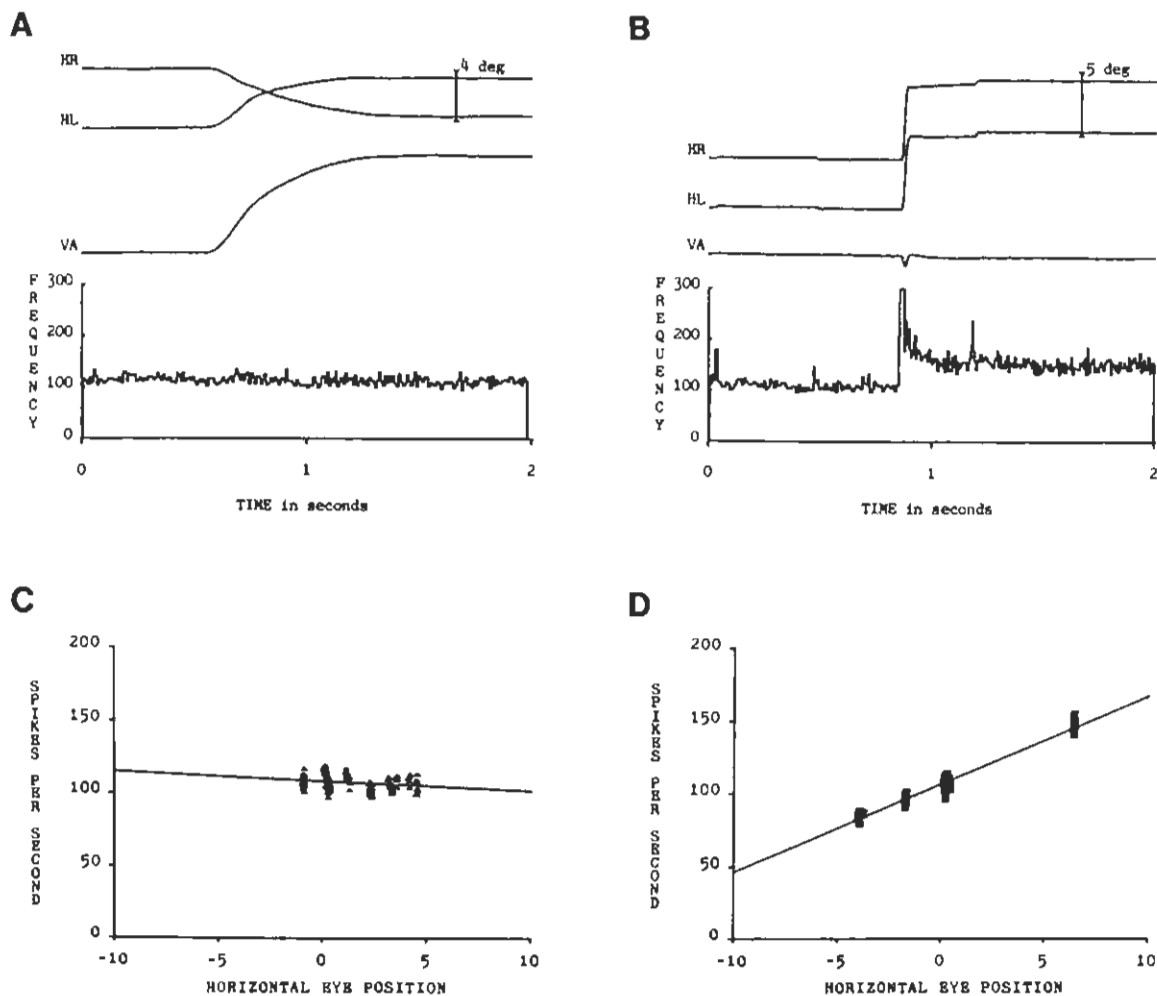 A
HR
4 deg
HL
VA
FREQUENCY
300
200
100
0
0 1 2
TIME in seconds
B
5 deg
HR
HL
VA
FREQUENCY
300
200
100
0
0 1 2
TIME in seconds
C
SPIKES PER SECOND
200
150
100
50
0
-10 -5 0 5 10
HORIZONTAL EYE POSITION
D
SPIKES PER SECOND
200
150
100
50
0
-10 -5 0 5 10
HORIZONTAL EYE POSITION